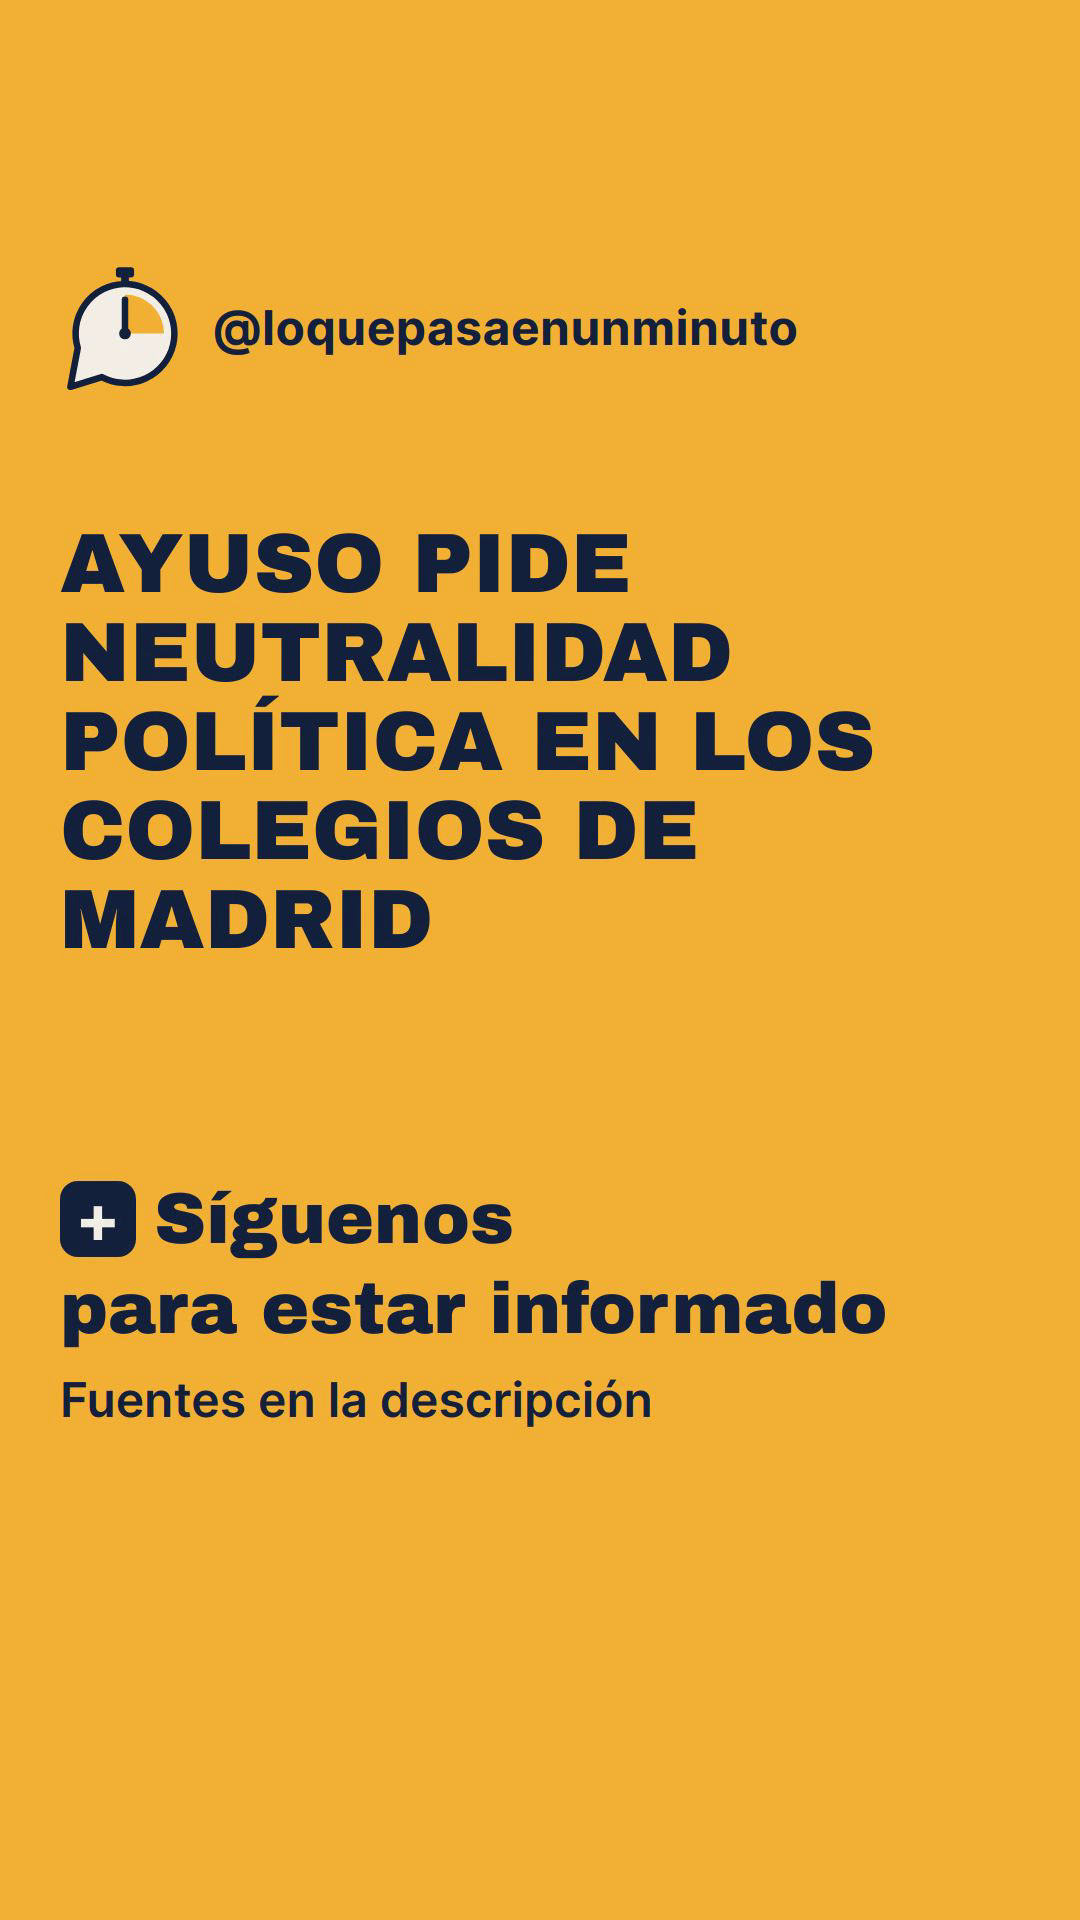 @loquepasaenunminuto
AYUSO PIDE
NEUTRALIDAD
POLÍTICA EN LOS
COLEGIOS DE
MADRID
+ Síguenos
para estar informado
Fuentes en la descripción